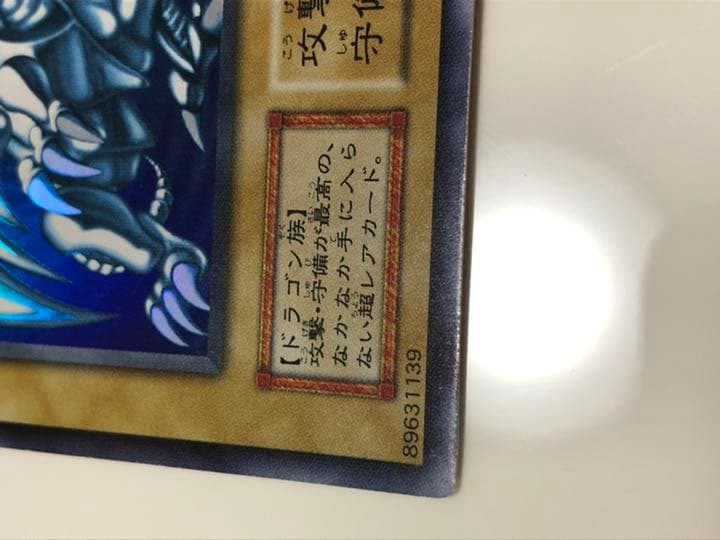 攻撃
守備
【ドラゴン族】
攻撃・守備が最高の、
なかなか手に入ら
ない超レアカード。
89631139